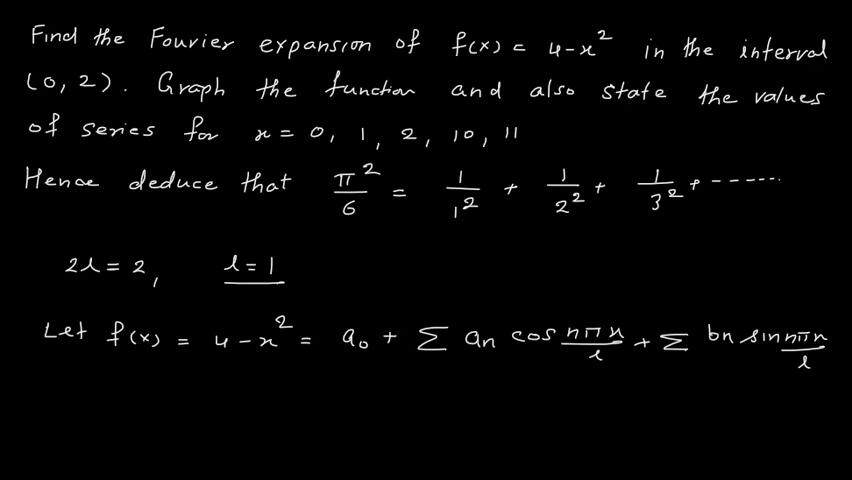 Find the Fourier expansion of f(x) = 4-x² in the interval
(0, 2). Graph the function and also state the values
of series for x = 0, 1, 2, 10, 11
Hence deduce that π²/6 = 1/1² + 1/2² + 1/3² + ------
2l = 2, l = 1
Let f(x) = 4-x² = a₀ + Σ aₙ cos nπx/l + Σ bn sin nπx/l